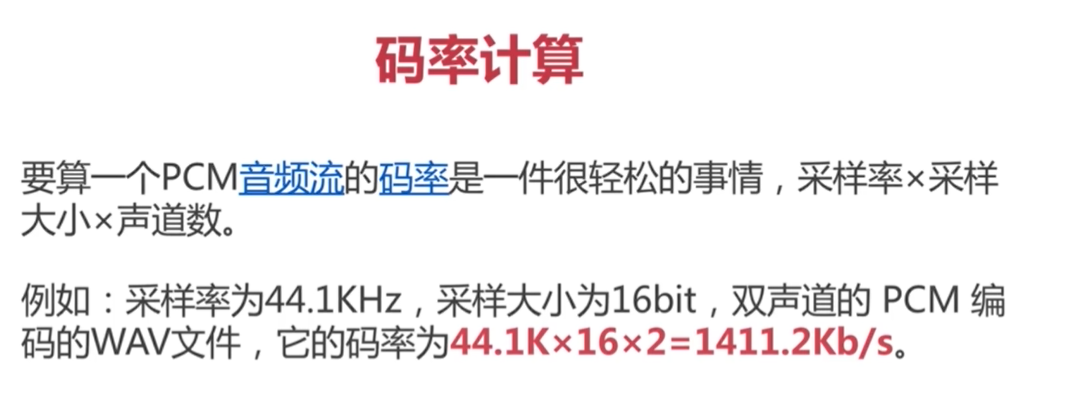 码率计算
要算一个PCM音频流的码率是一件很轻松的事情，采样率×采样
大小×声道数。
例如：采样率为44.1KHz，采样大小为16bit，双声道的 PCM 编
码的WAV文件，它的码率为44.1K×16×2=1411.2Kb/s。